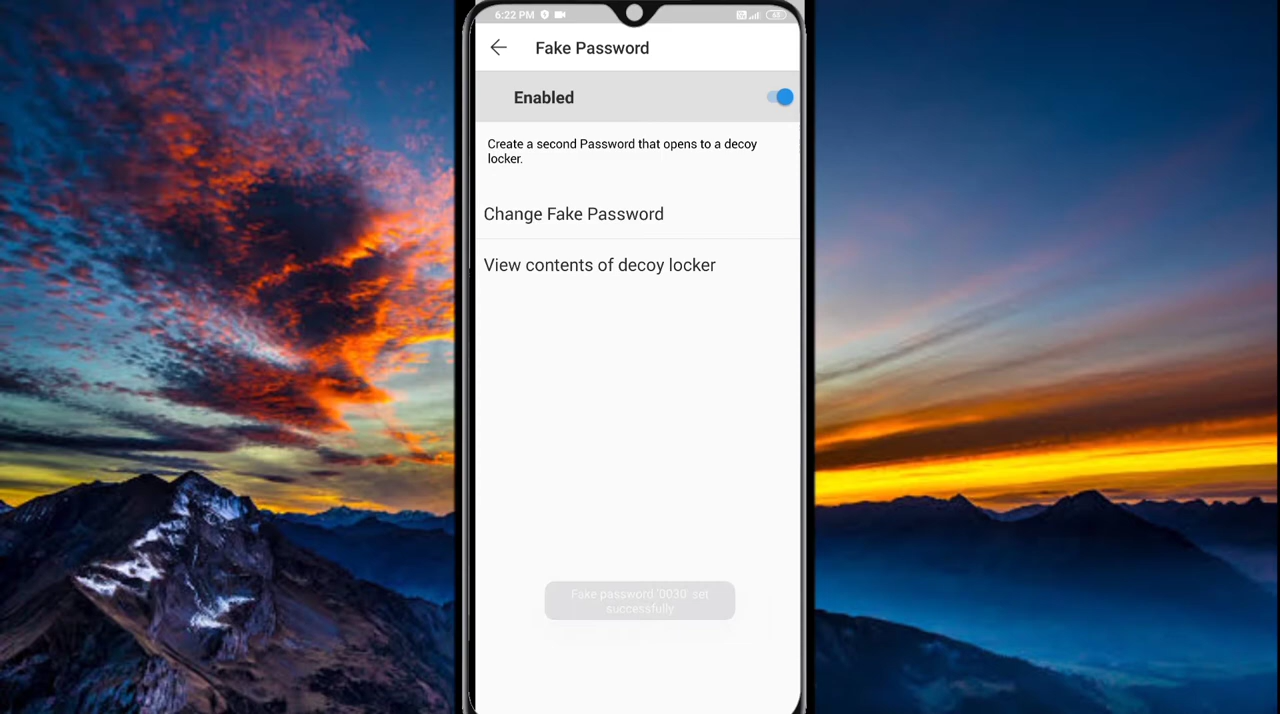 6:22 PM 63
Fake Password
Enabled
Create a second Password that opens to a decoy
locker.
Change Fake Password
View contents of decoy locker
Fake password '0030' set
successfully